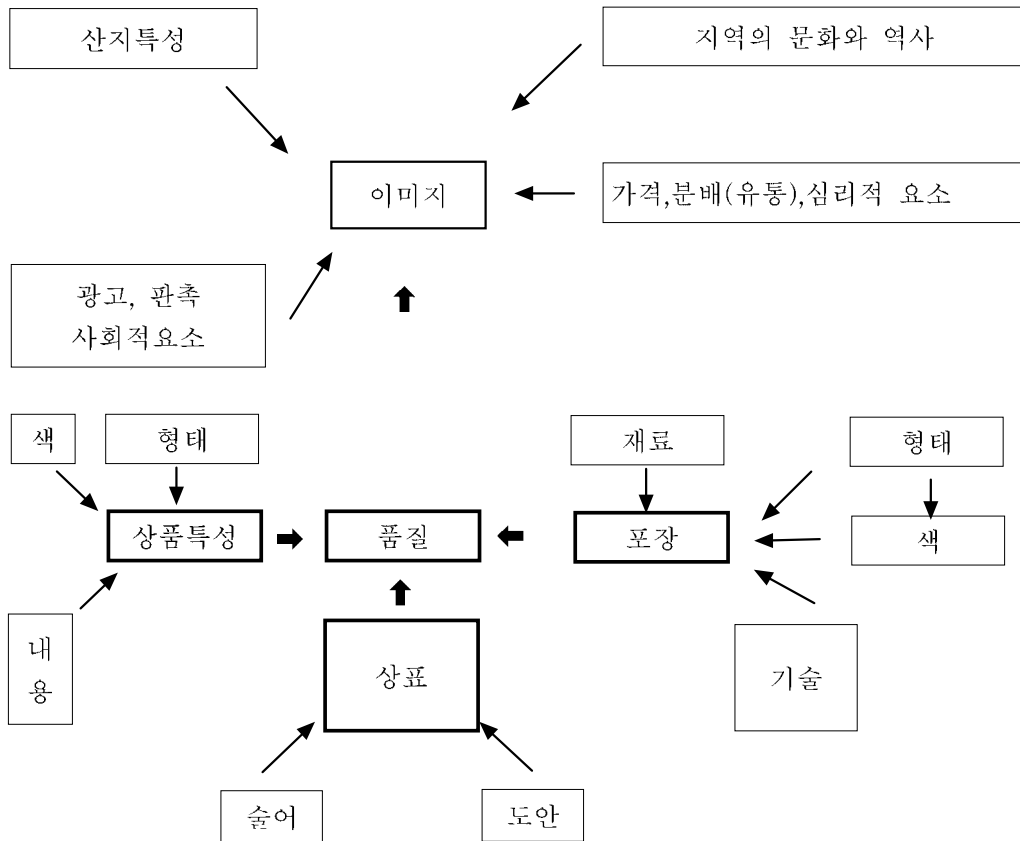 산지특성
지역의 문화와 역사
이미지
가격,분배(유통),심리적 요소
광고, 판촉
사회적요소
색
형태
재료
형태
상품특성
품질
포장
색
내
용
상표
기술
술어
도안